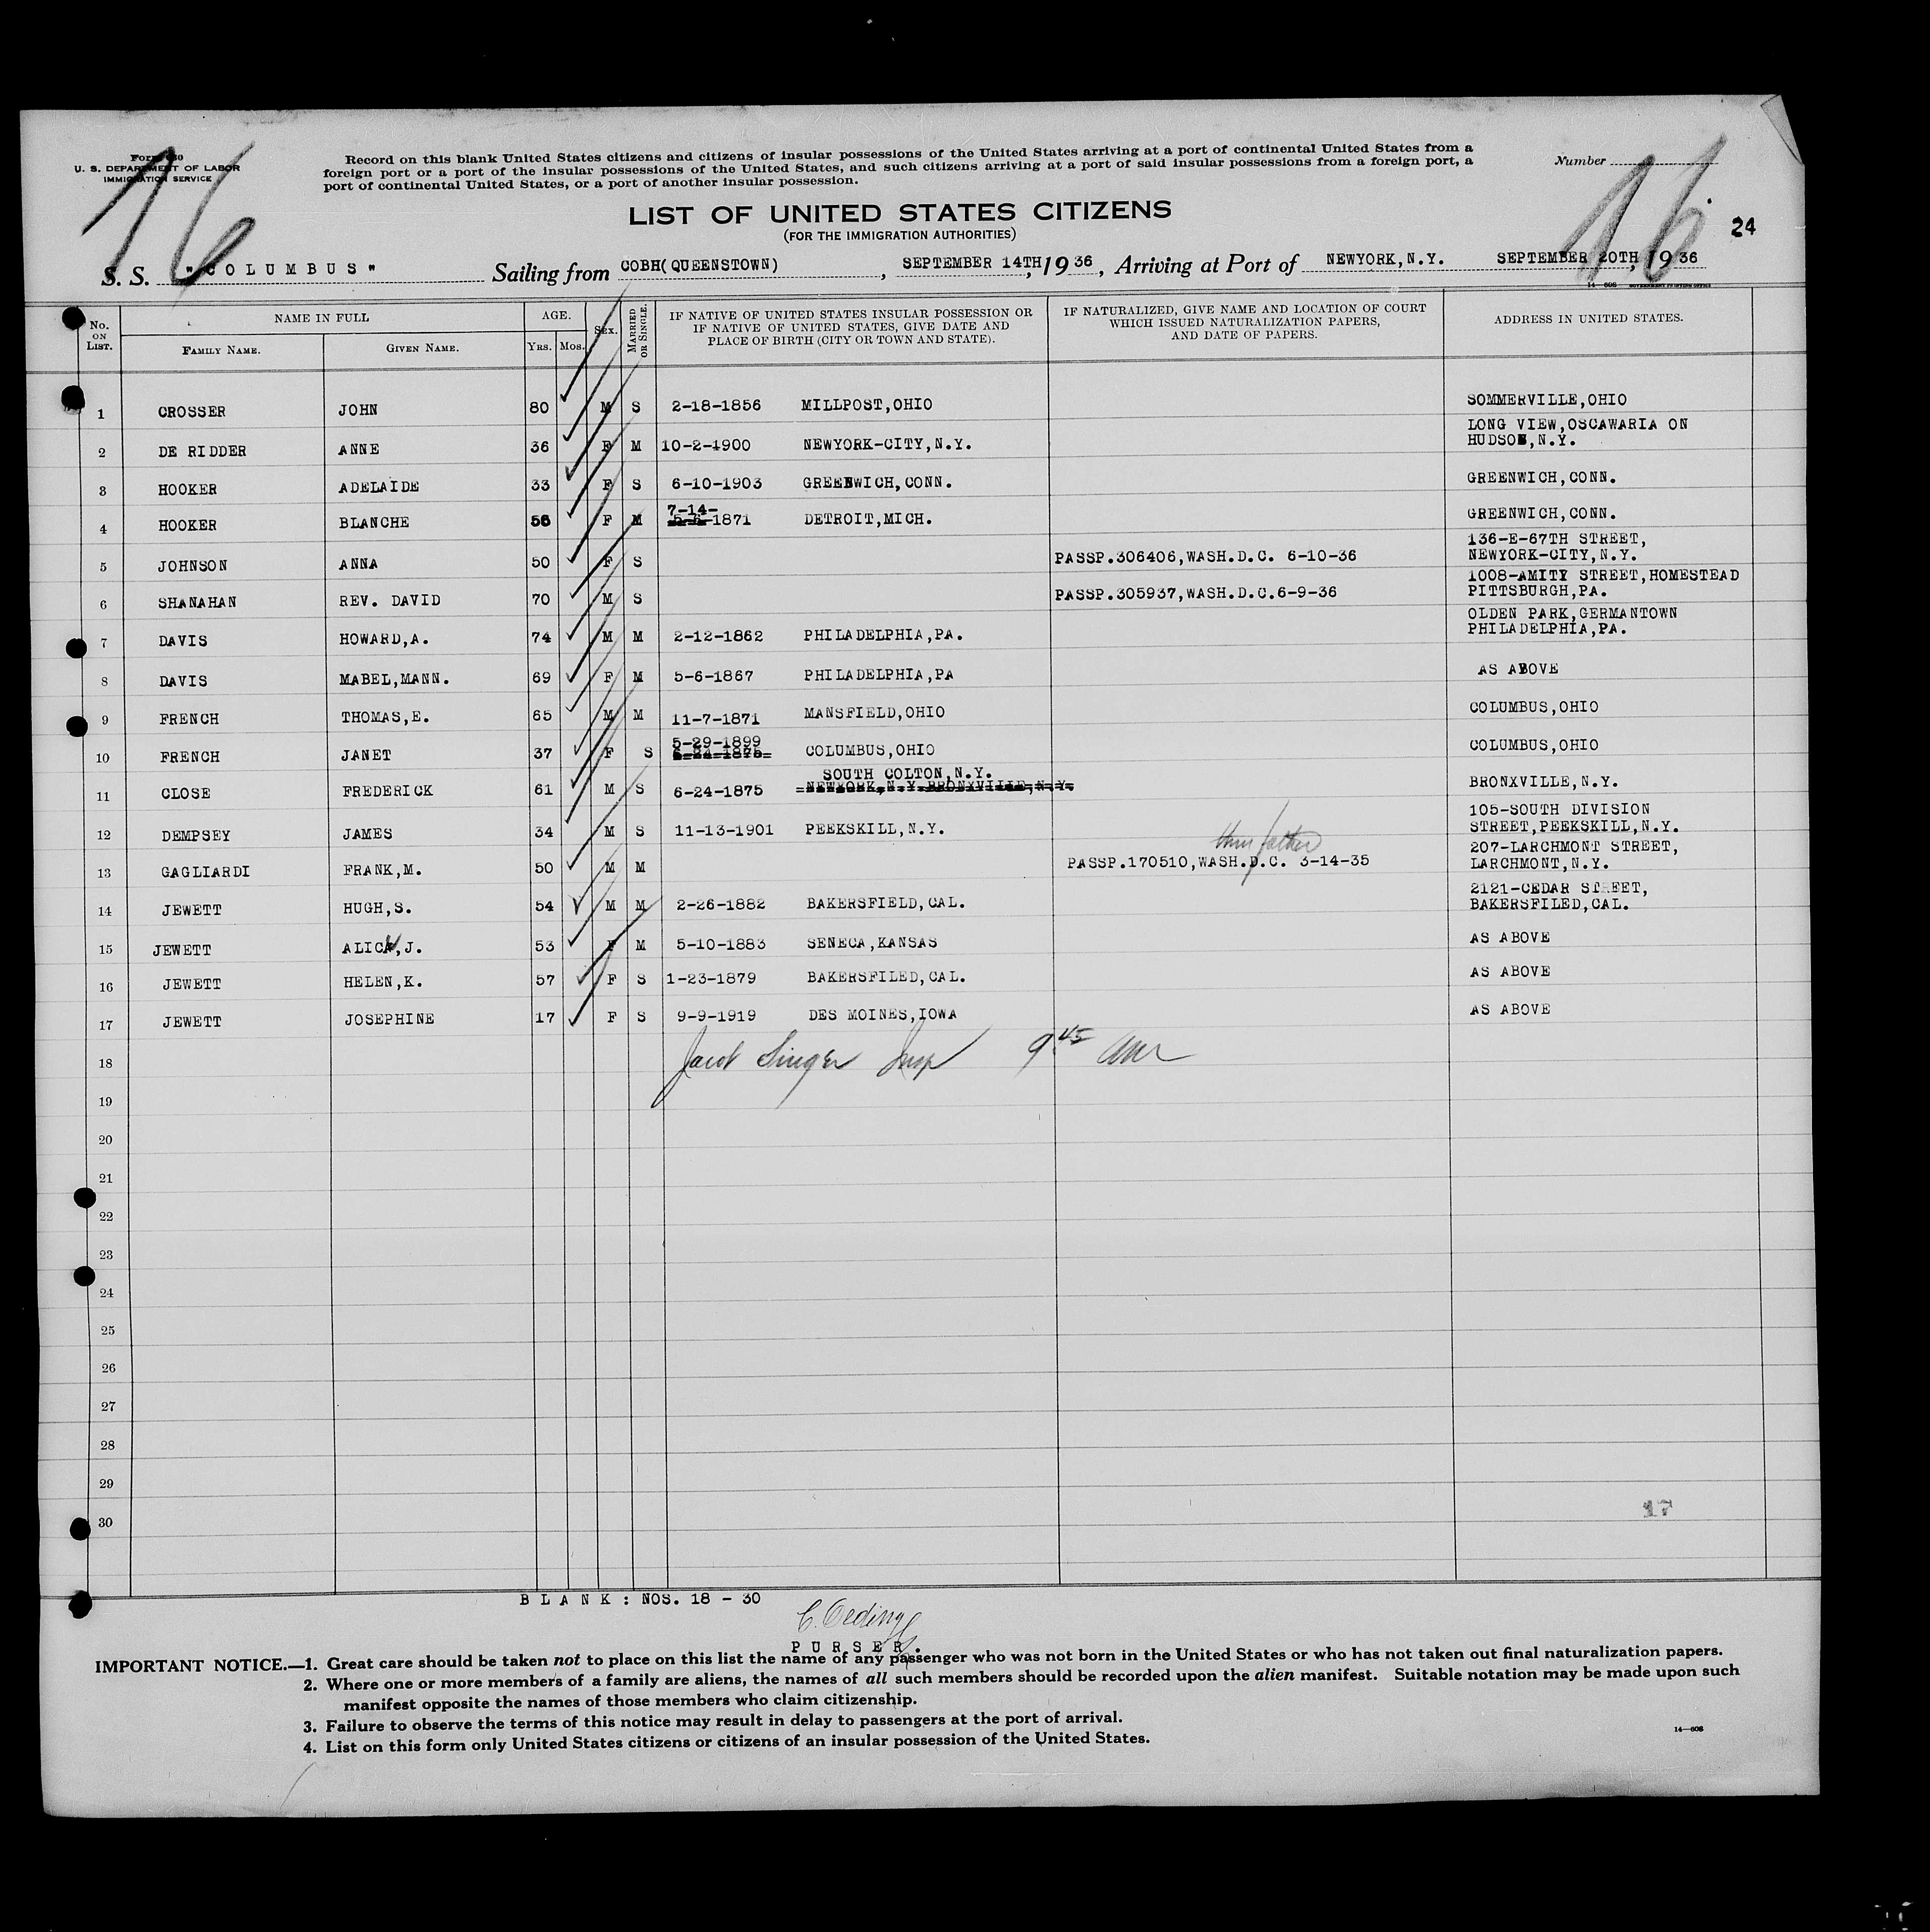 Form 630
U. S. DEPARTMENT OF LABOR
IMMIGRATION SERVICE
16
Record on this blank United States citizens and citizens of insular possessions of the United States arriving at a port of continental United States from a
foreign port or a port of the insular possessions of the United States, and such citizens arriving at a port of said insular possessions from a foreign port, a
port of continental United States, or a port of another insular possession.
Number
16
24
LIST OF UNITED STATES CITIZENS
(FOR THE IMMIGRATION AUTHORITIES)
S. S. "COLUMBUS" Sailing from COBH(QUEENSTOWN), SEPTEMBER 14TH, 1936, Arriving at Port of NEWYORK,N.Y. SEPTEMBER 20TH, 1936
14—608 GOVERNMENT PRINTING OFFICE
No. ON LIST. NAME IN FULL AGE. SEX. MARRIED OR SINGLE. IF NATIVE OF UNITED STATES INSULAR POSSESSION OR IF NATIVE OF UNITED STATES, GIVE DATE AND PLACE OF BIRTH (CITY OR TOWN AND STATE). IF NATURALIZED, GIVE NAME AND LOCATION OF COURT WHICH ISSUED NATURALIZATION PAPERS, AND DATE OF PAPERS. ADDRESS IN UNITED STATES.
FAMILY NAME. GIVEN NAME. YRS. MOS.
1 CROSSER JOHN 80 M S 2-18-1856 MILLPOST,OHIO SOMMERVILLE,OHIO
2 DE RIDDER ANNE 36 F M 10-2-1900 NEWYORK-CITY,N.Y. LONG VIEW,OSCAWARIA ON HUDSON,N.Y.
3 HOOKER ADELAIDE 33 F S 6-10-1903 GREENWICH,CONN. GREENWICH,CONN.
4 HOOKER BLANCHE 56 F M 7-14- 1871 DETROIT,MICH. GREENWICH,CONN.
5 JOHNSON ANNA 50 F S PASSP.306406,WASH.D.C. 6-10-36 136-E-67TH STREET, NEWYORK-CITY,N.Y.
6 SHANAHAN REV. DAVID 70 M S PASSP.305937,WASH.D.C.6-9-36 1008-AMITY STREET,HOMESTEAD PITTSBURGH,PA.
7 DAVIS HOWARD,A. 74 M M 2-12-1862 PHILADELPHIA,PA. OLDEN PARK,GERMANTOWN PHILADELPHIA,PA.
8 DAVIS MABEL,MANN. 69 F M 5-6-1867 PHILADELPHIA,PA AS ABOVE
9 FRENCH THOMAS,E. 65 M M 11-7-1871 MANSFIELD,OHIO COLUMBUS,OHIO
10 FRENCH JANET 37 F S 5-29-1899 6-24-1875 COLUMBUS,OHIO COLUMBUS,OHIO
11 CLOSE FREDERICK 61 M S 6-24-1875 SOUTH COLTON,N.Y. NEWYORK,N.Y.BRONXVILLE,N.Y. BRONXVILLE,N.Y.
12 DEMPSEY JAMES 34 M S 11-13-1901 PEEKSKILL,N.Y. 105-SOUTH DIVISION STREET,PEEKSKILL,N.Y.
13 GAGLIARDI FRANK,M. 50 M M thru father PASSP.170510,WASH.D.C. 3-14-35 207-LARCHMONT STREET, LARCHMONT,N.Y.
14 JEWETT HUGH,S. 54 M M 2-26-1882 BAKERSFIELD,CAL. 2121-CEDAR STREET, BAKERSFILED,CAL.
15 JEWETT ALICE,J. 53 F M 5-10-1883 SENECA,KANSAS AS ABOVE
16 JEWETT HELEN,K. 57 F S 1-23-1879 BAKERSFILED,CAL. AS ABOVE
17 JEWETT JOSEPHINE 17 F S 9-9-1919 DES MOINES,IOWA AS ABOVE
18 Jacob Singer Insp 9.45 AM
19
20
21
22
23
24
25
26
27
28
29
30
17
BLANK: NOS. 18 - 30
C. Oeding
PURSER.
IMPORTANT NOTICE.—1. Great care should be taken not to place on this list the name of any passenger who was not born in the United States or who has not taken out final naturalization papers.
2. Where one or more members of a family are aliens, the names of all such members should be recorded upon the alien manifest. Suitable notation may be made upon such
manifest opposite the names of those members who claim citizenship.
3. Failure to observe the terms of this notice may result in delay to passengers at the port of arrival.
4. List on this form only United States citizens or citizens of an insular possession of the United States.
14—608